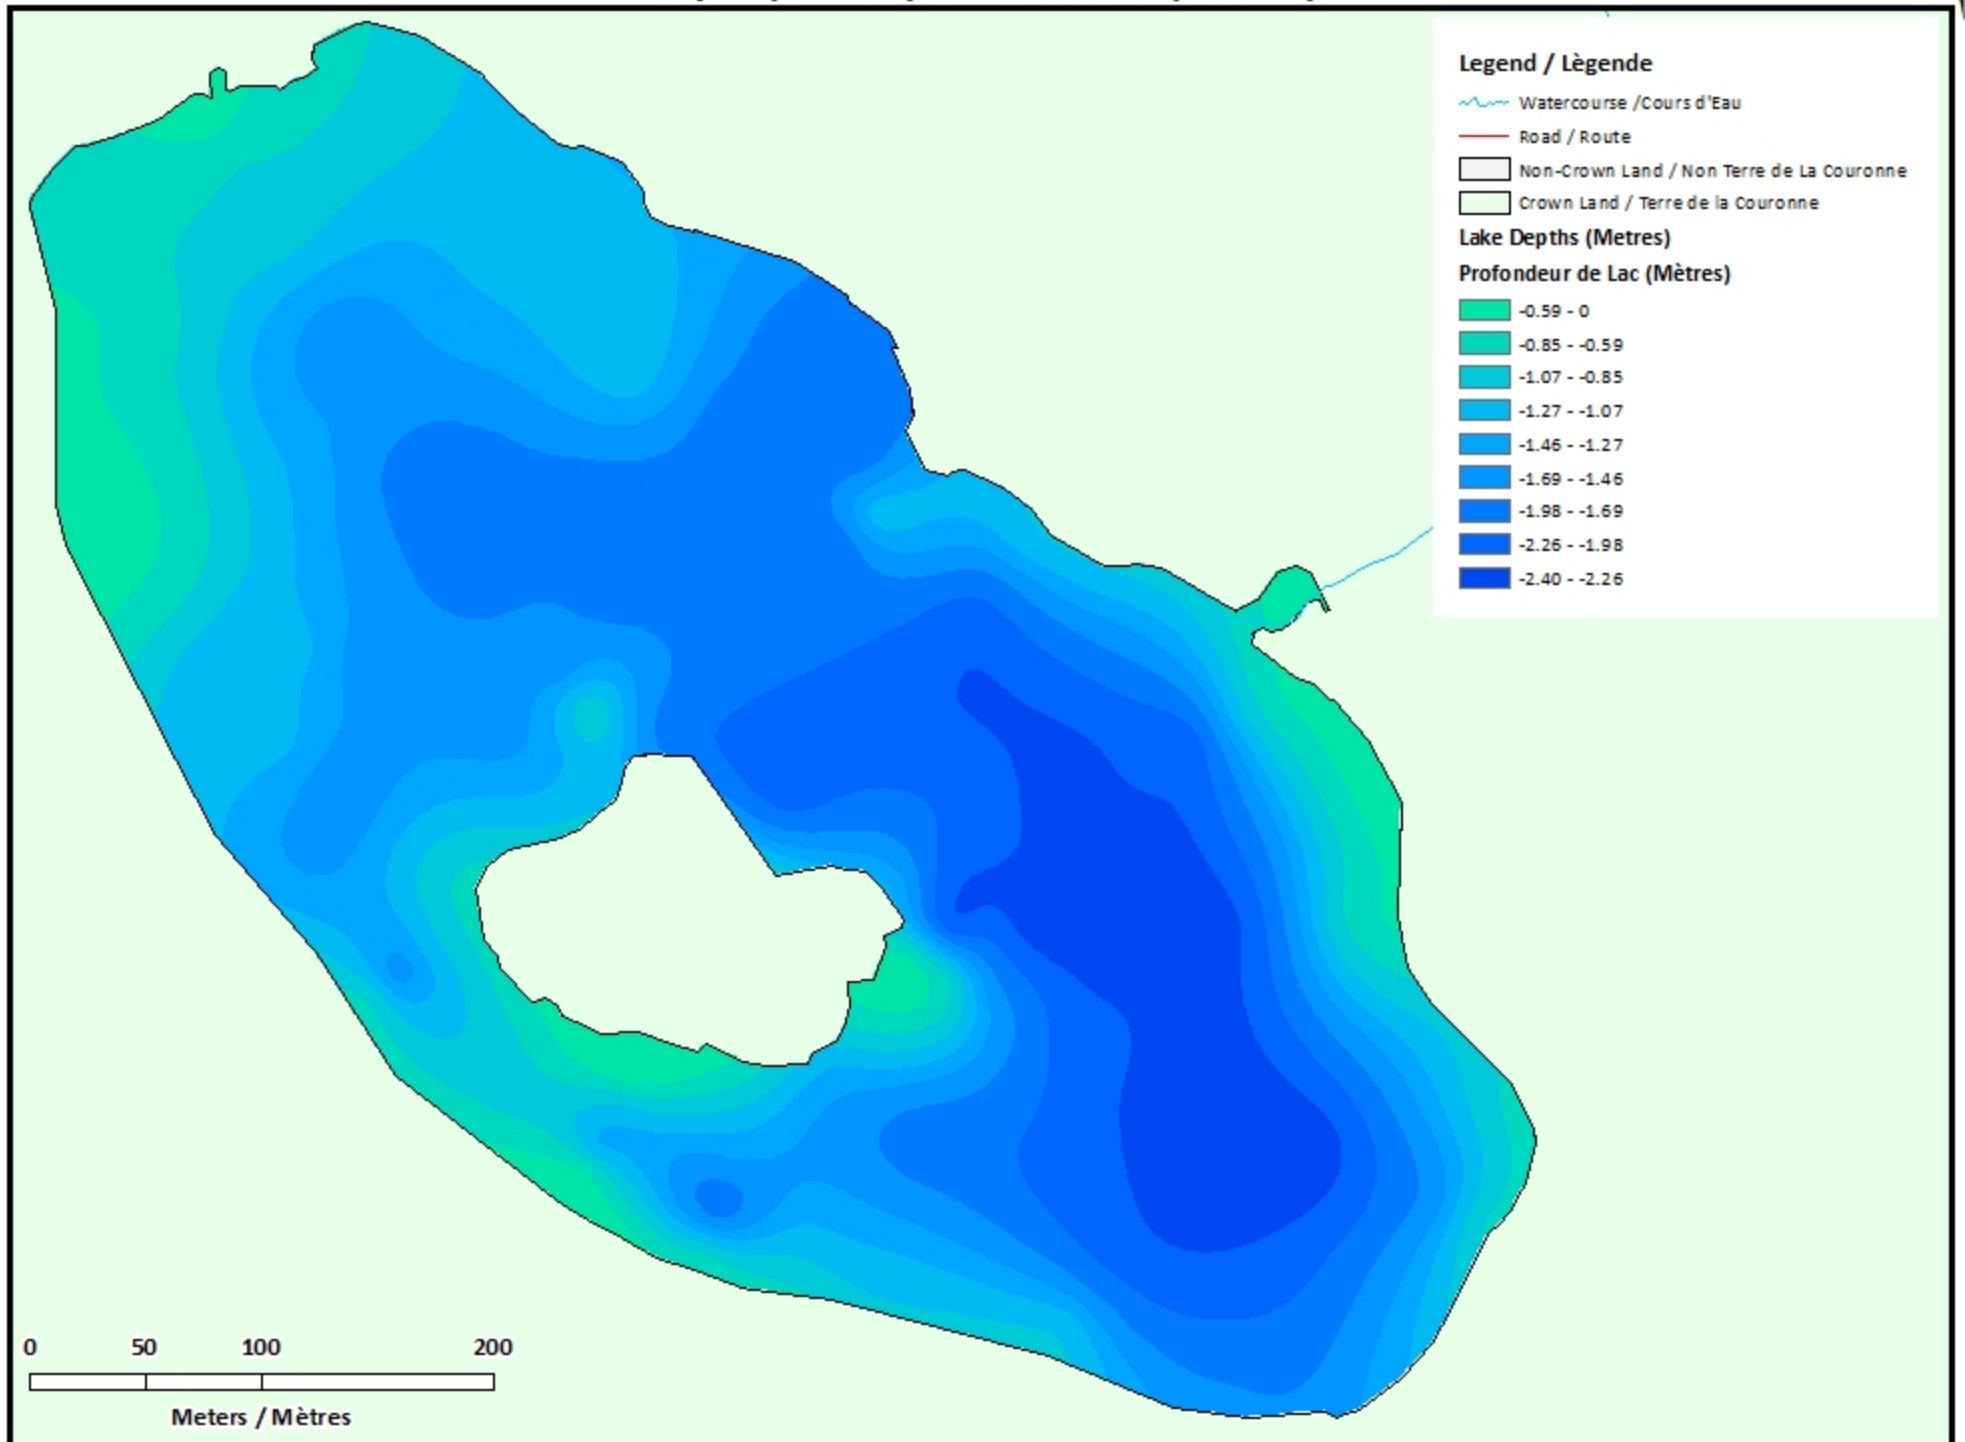 Legend / Lègende
Watercourse /Cours d'Eau
Road / Route
Non-Crown Land / Non Terre de La Couronne
Crown Land / Terre de la Couronne
Lake Depths (Metres)
Profondeur de Lac (Mètres)
-0.59 - 0
-0.85 - -0.59
-1.07 - -0.85
-1.27 - -1.07
-1.46 - -1.27
-1.69 - -1.46
-1.98 - -1.69
-2.26 - -1.98
-2.40 - -2.26
0 50 100 200
Meters / Mètres